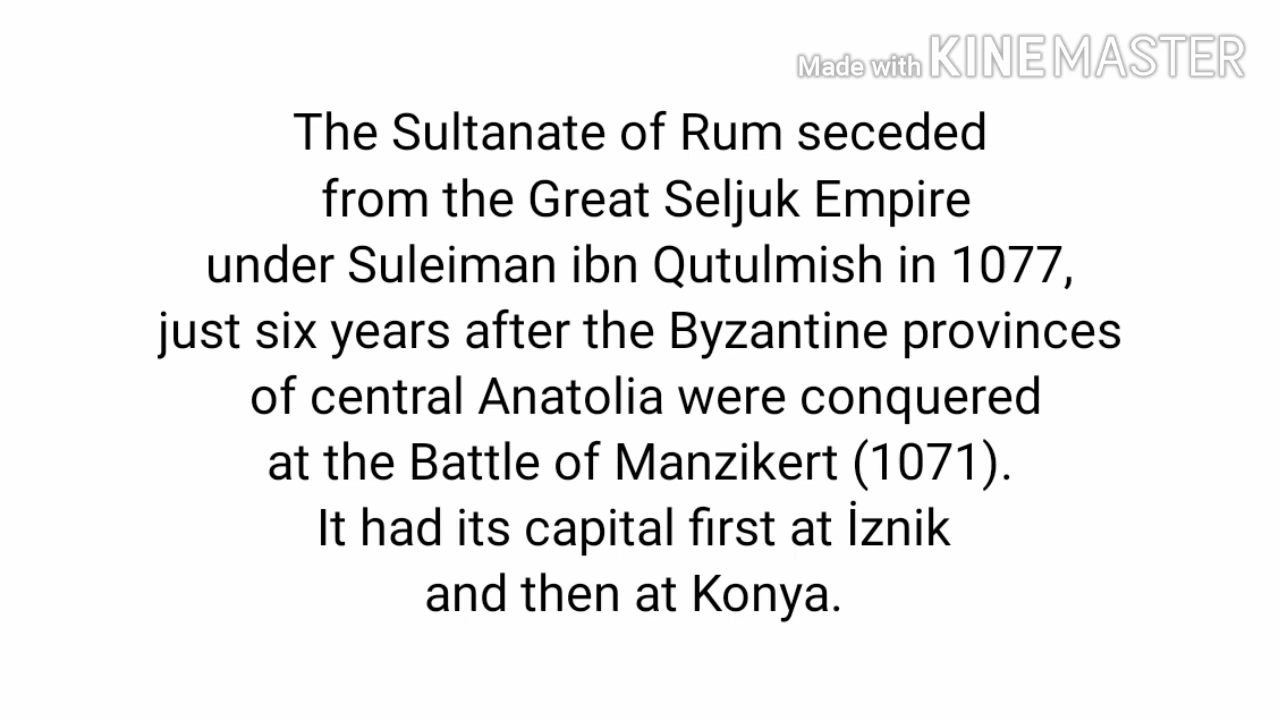 Made with KINEMASTER
The Sultanate of Rum seceded
from the Great Seljuk Empire
under Suleiman ibn Qutulmish in 1077,
just six years after the Byzantine provinces
of central Anatolia were conquered
at the Battle of Manzikert (1071).
It had its capital first at İznik
and then at Konya.